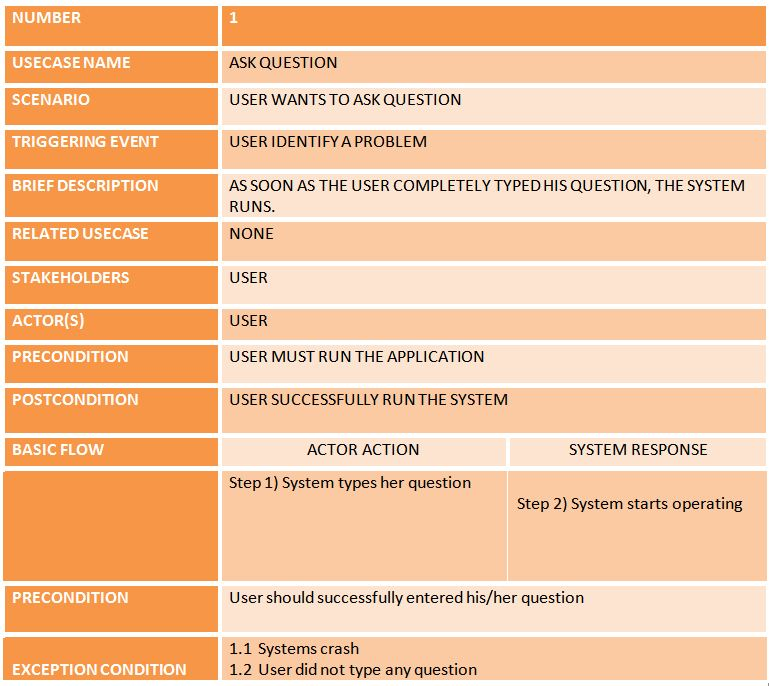 NUMBER 1
USECASE NAME ASK QUESTION
SCENARIO USER WANTS TO ASK QUESTION
TRIGGERING EVENT USER IDENTIFY A PROBLEM
BRIEF DESCRIPTION AS SOON AS THE USER COMPLETELY TYPED HIS QUESTION, THE SYSTEM
RUNS.
RELATED USECASE NONE
STAKEHOLDERS USER
ACTOR(S) USER
PRECONDITION USER MUST RUN THE APPLICATION
POSTCONDITION USER SUCCESSFULLY RUN THE SYSTEM
BASIC FLOW ACTOR ACTION SYSTEM RESPONSE
Step 1) System types her question
Step 2) System starts operating
PRECONDITION User should successfully entered his/her question
1.1 Systems crash
EXCEPTION CONDITION 1.2 User did not type any question